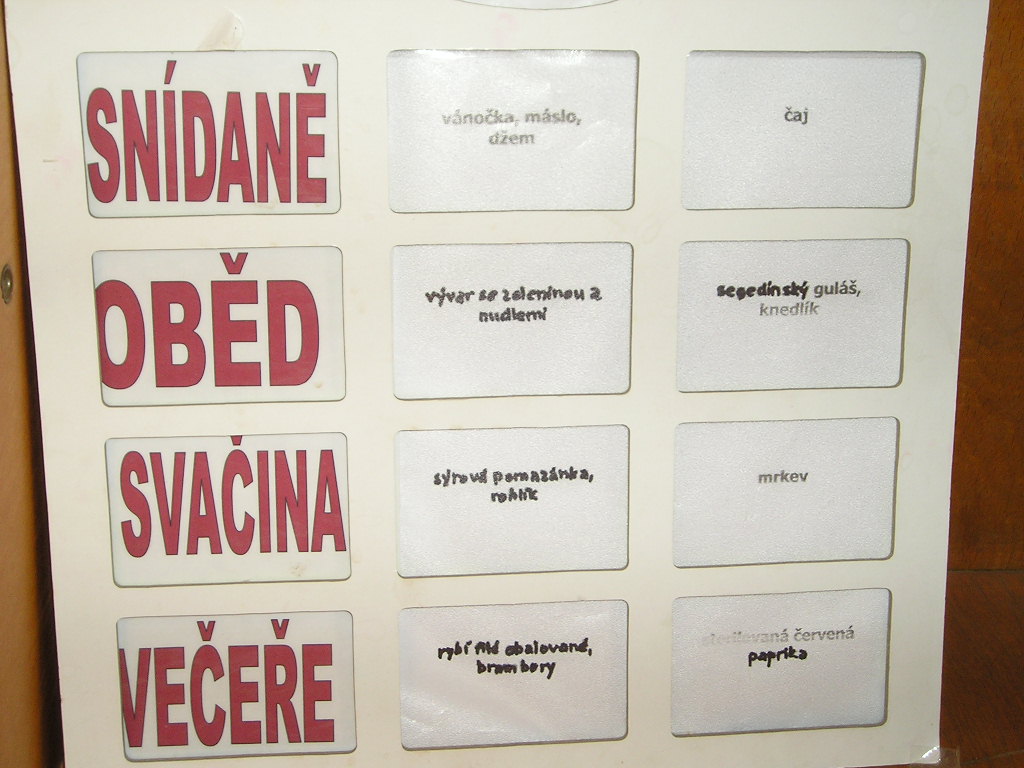 SNÍDANĚ
vánočka, máslo,
džem
čaj
OBĚD
vývar se zeleninou a
nudlemi
segedínský guláš,
knedlík
SVAČINA
sýrová pomazánka,
rohlík
mrkev
VEČEŘE
rybí filé obalované,
brambory
sterilovaná červená
paprika